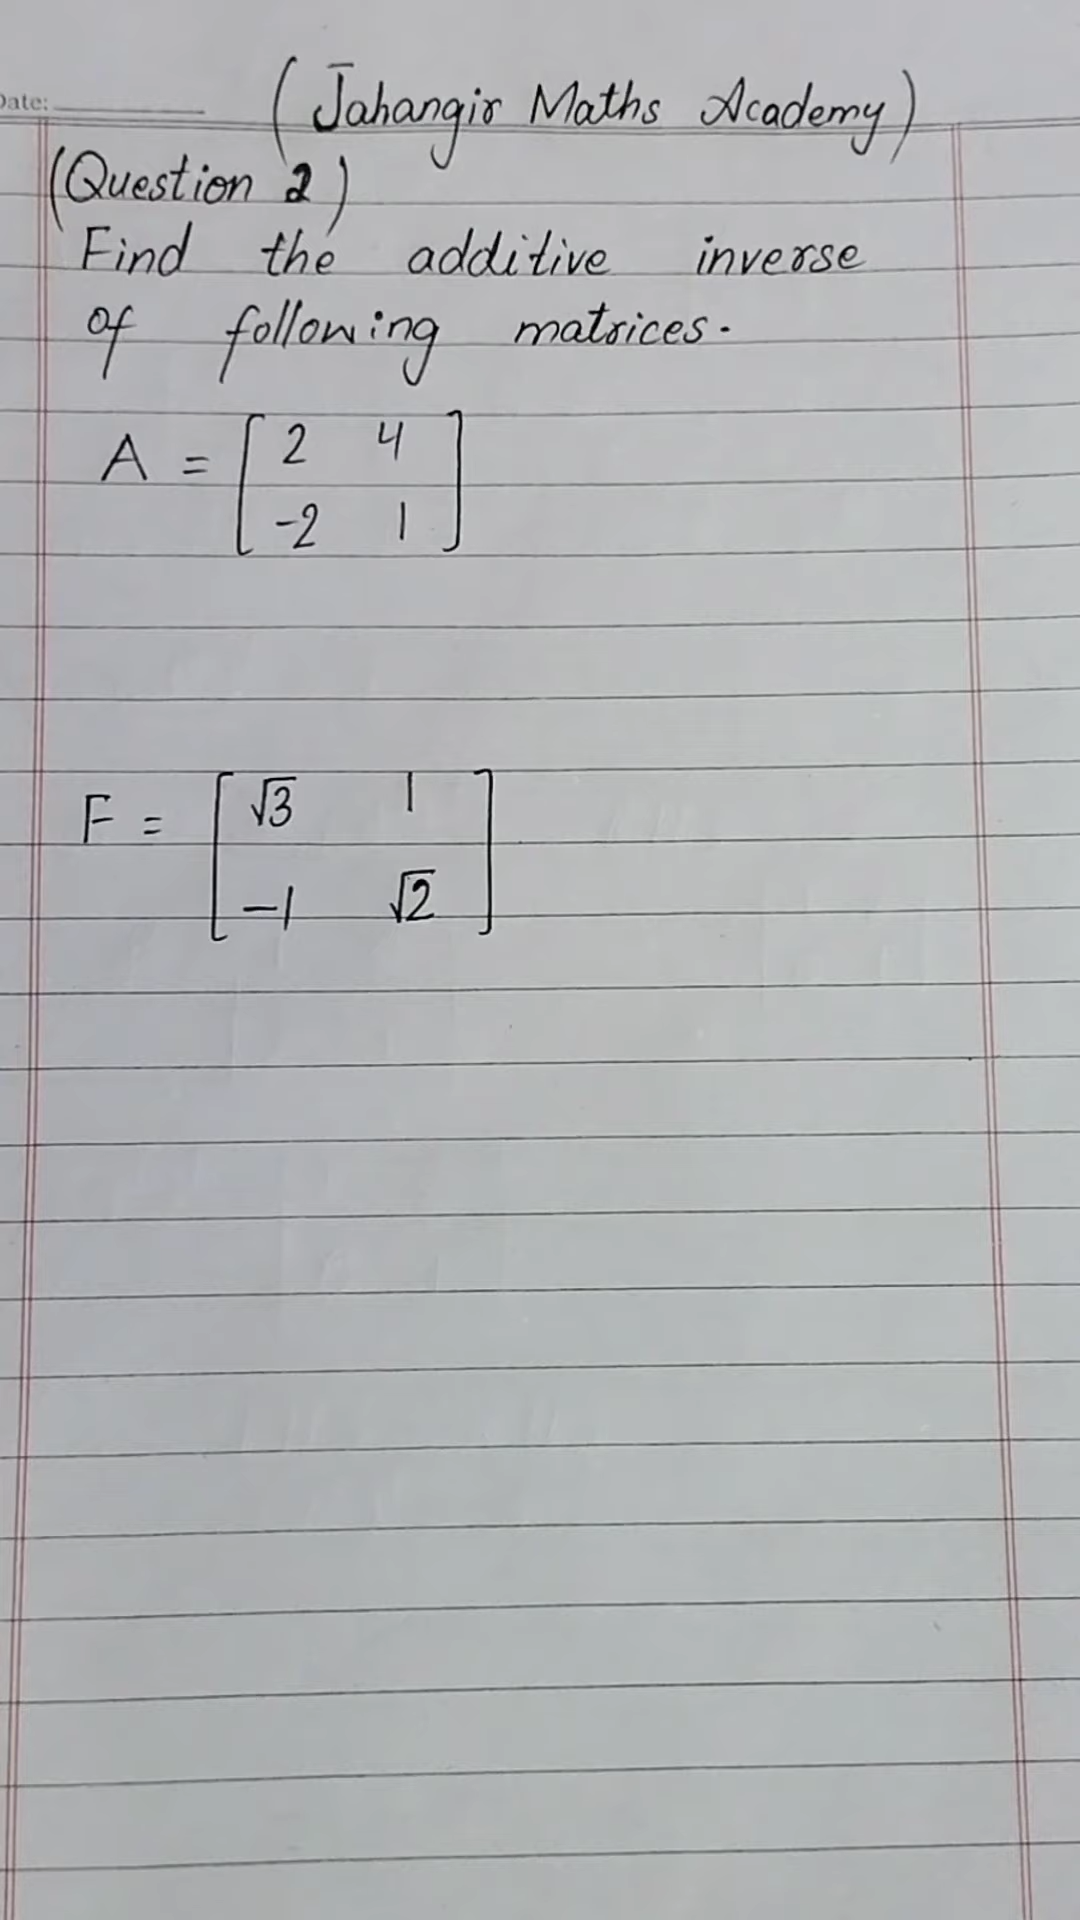 Date:
(Jahangir Maths Academy)
(Question 2)
Find the additive inverse
of following matrices.
A = [ 2 4
-2 1 ]
F = [ √3 1
-1 √2 ]